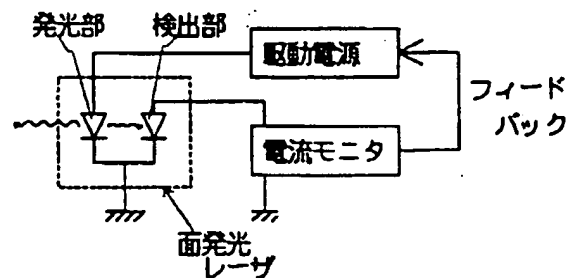 発光部
検出部
駆動電源
フィード
バック
電流モニタ
面発光
レーザ